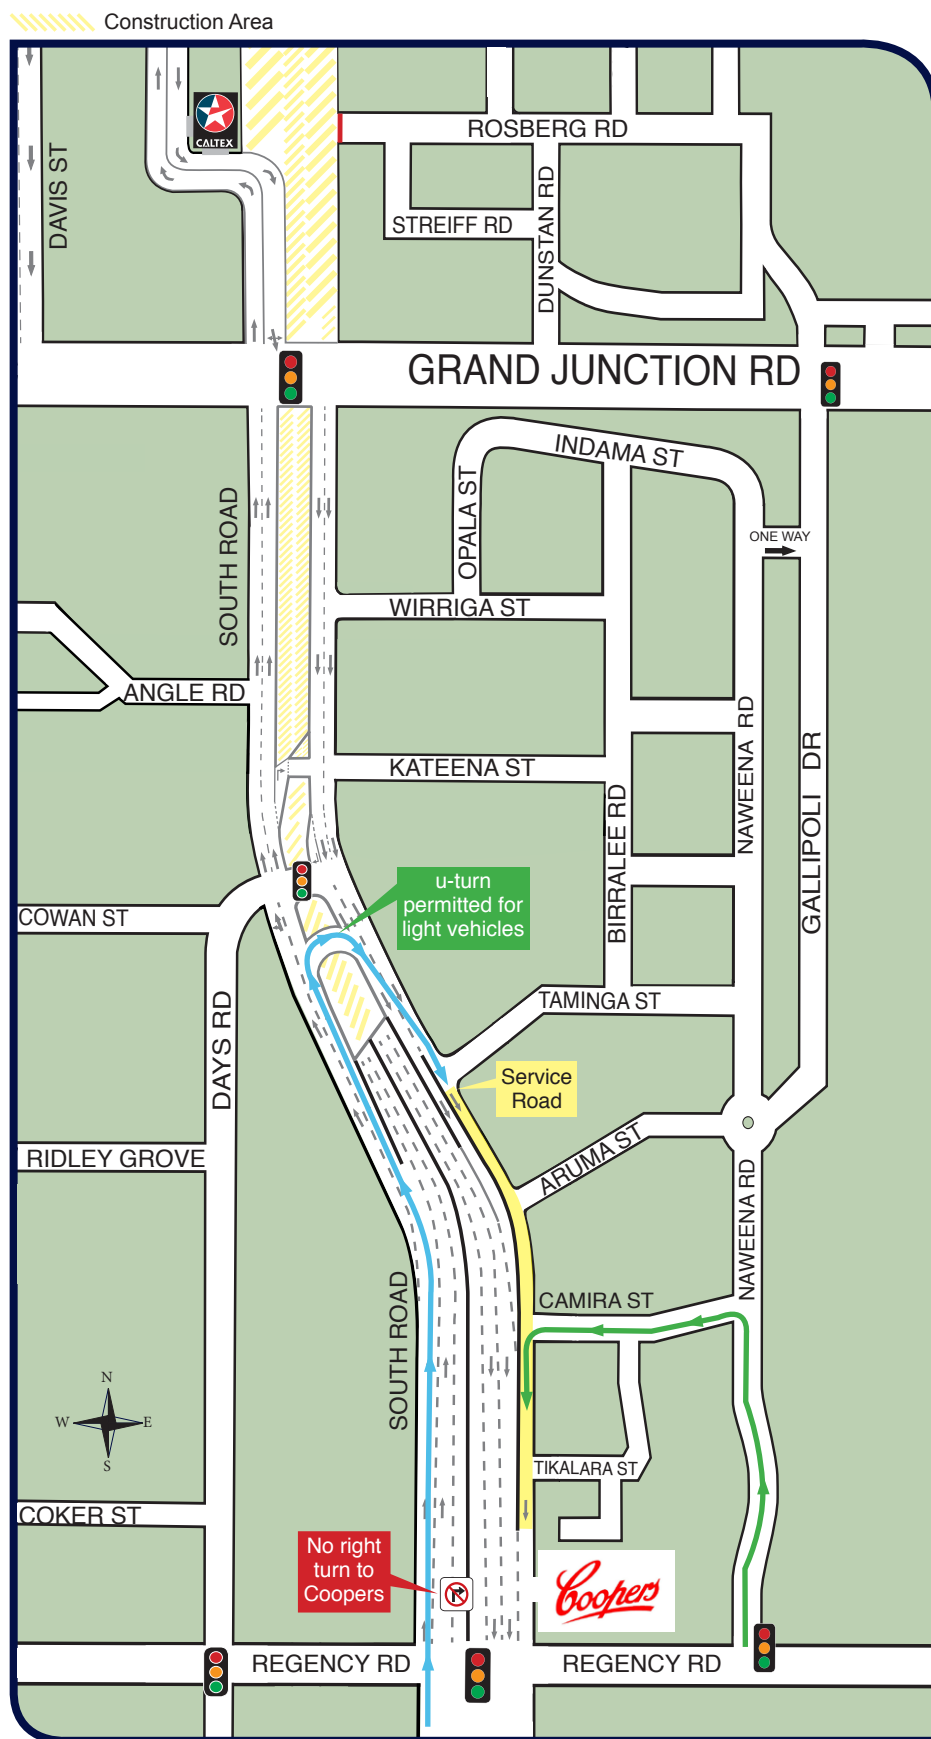 Construction Area
CALTEX
DAVIS ST
ROSBERG RD
STREIFF RD
DUNSTAN RD
GRAND JUNCTION RD
INDAMA ST
OPALA ST
SOUTH ROAD
ONE WAY
WIRRIGA ST
ANGLE RD
NAWEENA RD
GALLIPOLI DR
KATEENA ST
BIRRALEE RD
u-turn
permitted for
light vehicles
COWAN ST
TAMINGA ST
DAYS RD
Service
Road
ARUMA ST
RIDLEY GROVE
NAWEENA RD
SOUTH ROAD
CAMIRA ST
N
W
E
S
TIKALARA ST
COKER ST
No right
turn to
Coopers
Coopers
REGENCY RD
REGENCY RD